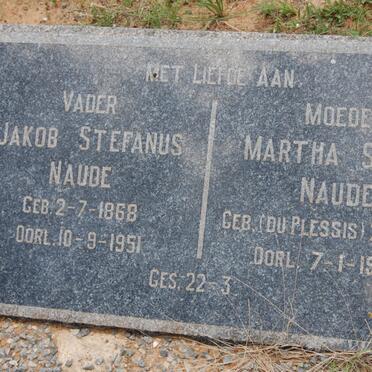 MET LIEFDE AAN
VADER
JAKOB STEFANUS
NAUDE
GEB. 2-7-1868
OORL. 10-9-1951
MOEDE
MARTHA S
NAUDE
GEB. (DU PLESSIS)
OORL. 7-1-19
GES. 22-3